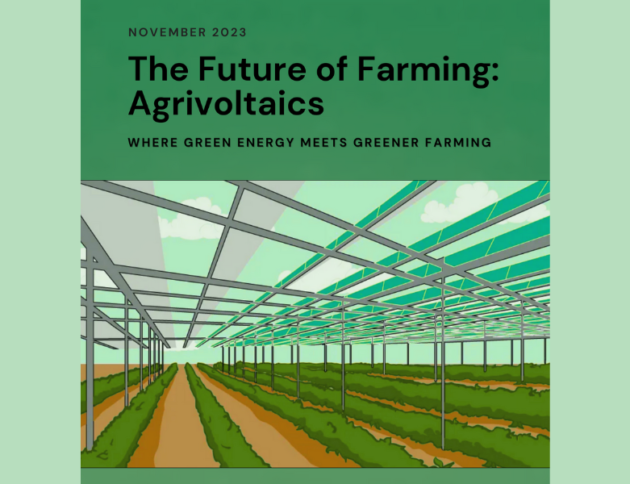 NOVEMBER 2023
The Future of Farming:
Agrivoltaics
WHERE GREEN ENERGY MEETS GREENER FARMING